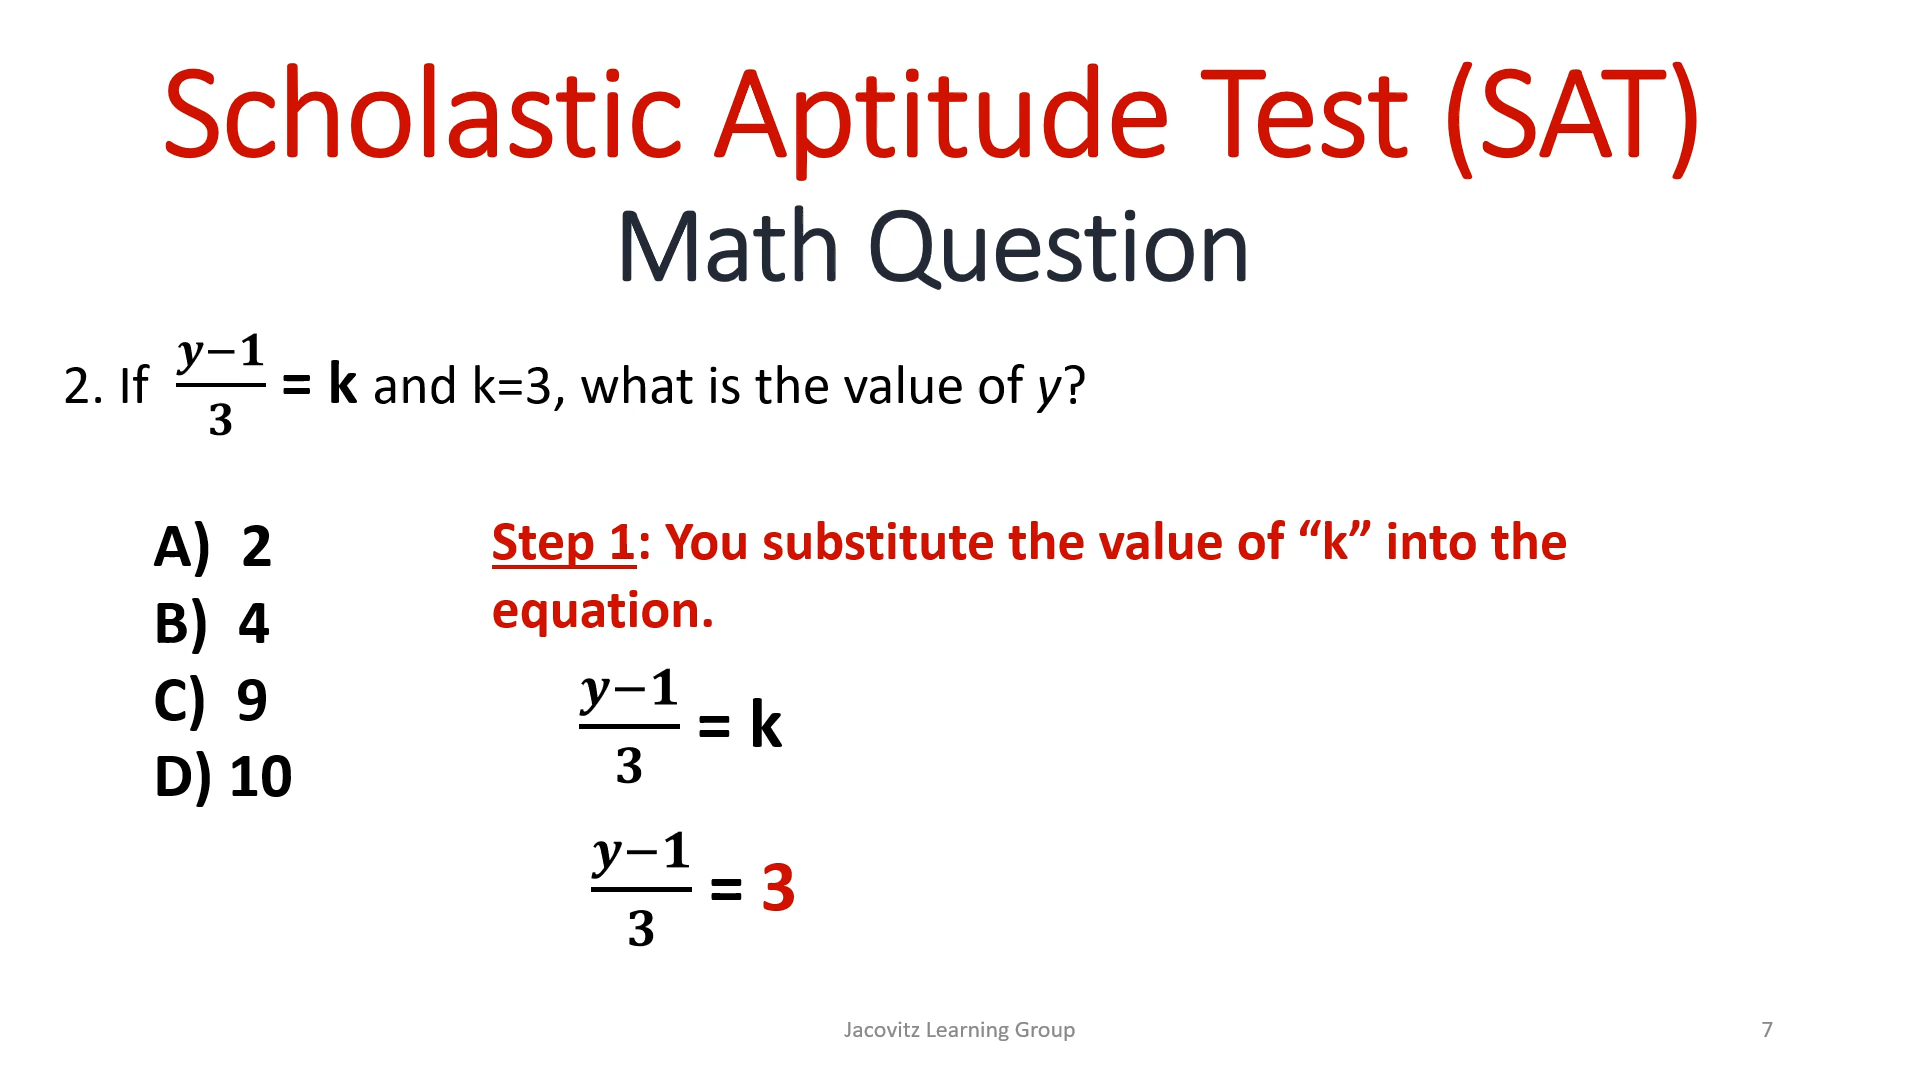 Scholastic Aptitude Test (SAT)
Math Question
2. If (y−1)/3 = k and k=3, what is the value of y?
A) 2
B) 4
C) 9
D) 10
Step 1: You substitute the value of “k” into the
equation.
(y−1)/3 = k
(y−1)/3 = 3
Jacovitz Learning Group
7